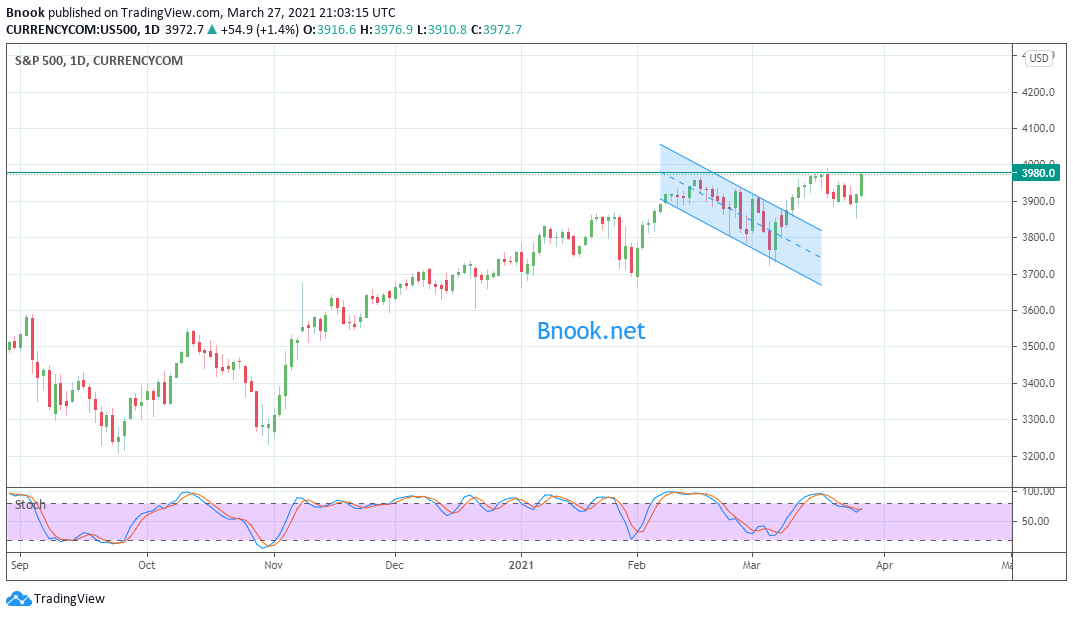 Bnook published on TradingView.com, March 27, 2021 21:03:15 UTC
CURRENCYCOM:US500, 1D 3972.7 ▲ +54.9 (+1.4%) O:3916.6 H:3976.9 L:3910.8 C:3972.7
S&P 500, 1D, CURRENCYCOM
USD
4200.0
4100.0
4000.0
3980.0
3900.0
3800.0
3700.0
3600.0
3500.0
3400.0
3300.0
3200.0
Bnook.net
Stoch
100.00
50.00
Sep Oct Nov Dec 2021 Feb Mar Apr
TradingView